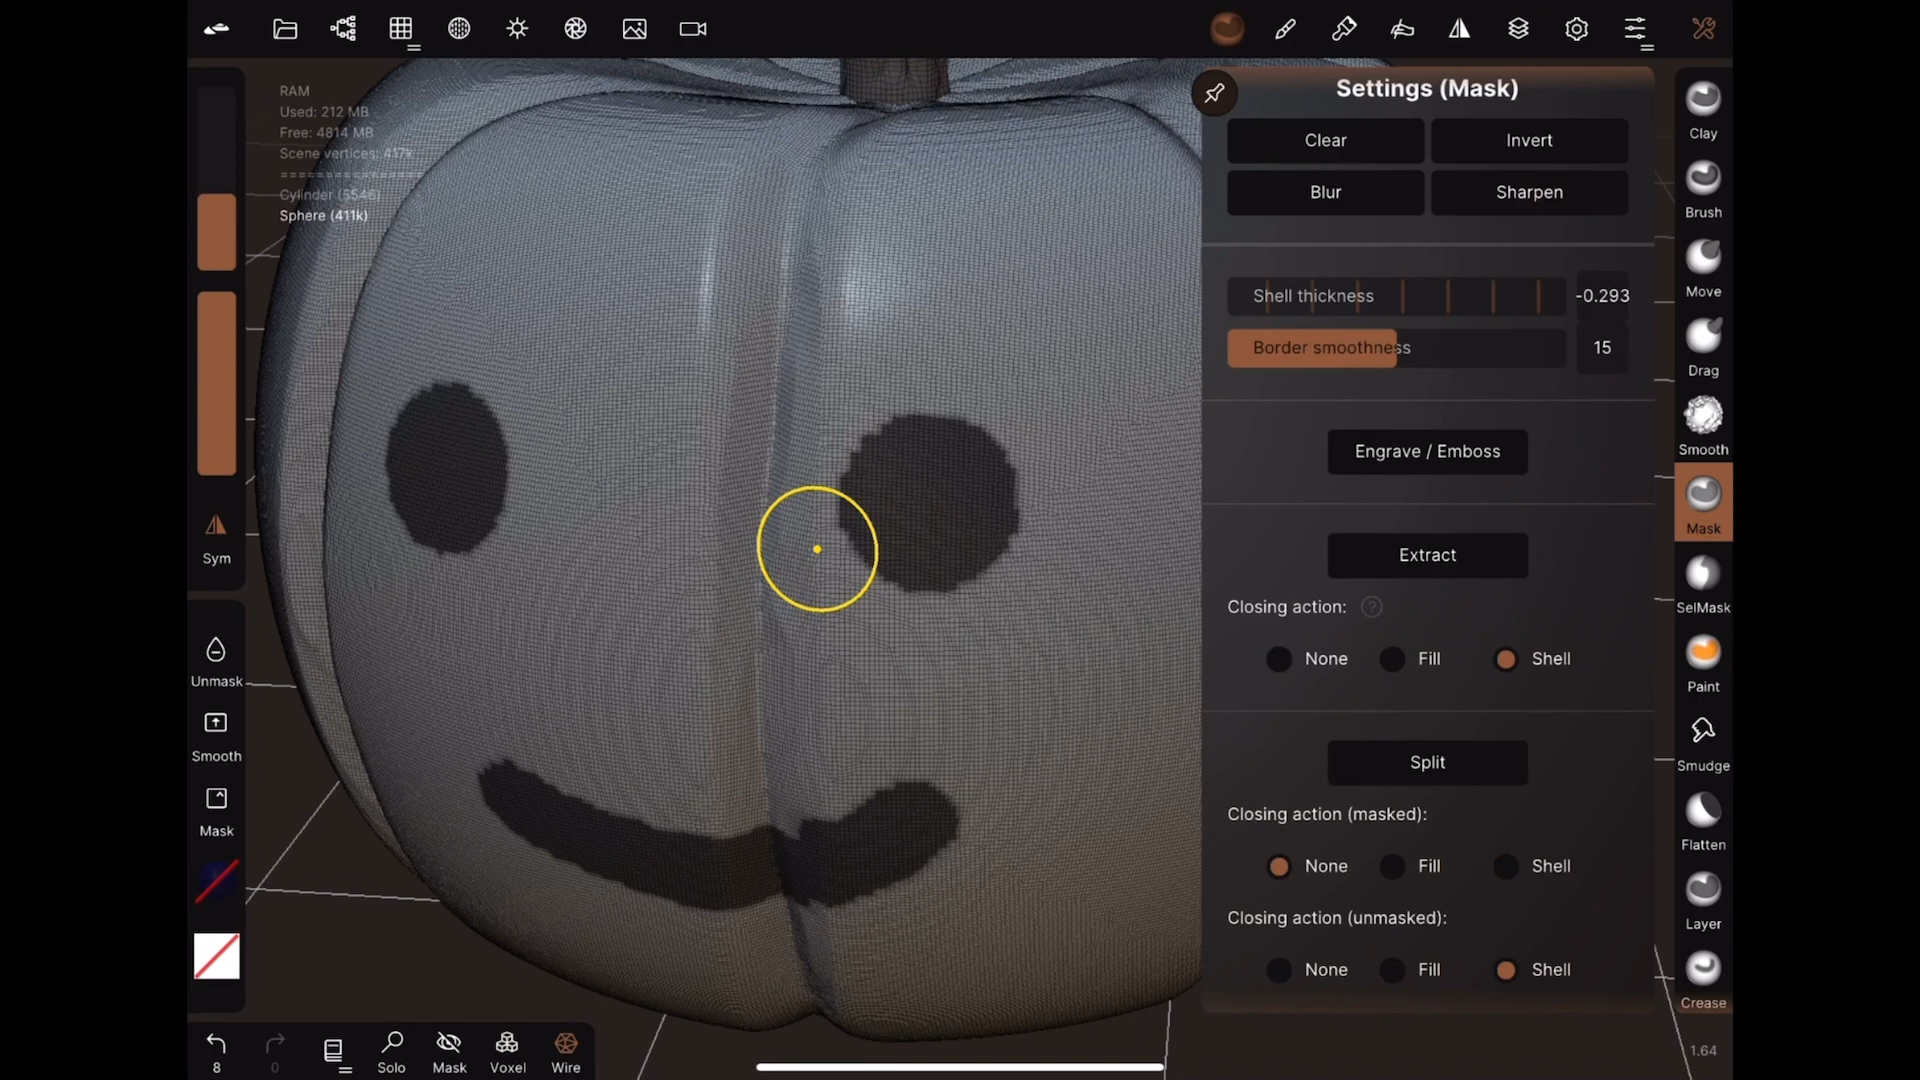 RAM
Used: 212 MB
Free: 4814 MB
Scene vertices: 417k
================
Cylinder (5546)
Sphere (411k)
Sym
Unmask
Smooth
Mask
8
0
Solo
Mask
Voxel
Wire
Settings (Mask)
Clear
Invert
Blur
Sharpen
Shell thickness
-0.293
Border smoothness
15
Engrave / Emboss
Extract
Closing action: ?
None
Fill
Shell
Split
Closing action (masked):
None
Fill
Shell
Closing action (unmasked):
None
Fill
Shell
Clay
Brush
Move
Drag
Smooth
Mask
SelMask
Paint
Smudge
Flatten
Layer
Crease
1.64